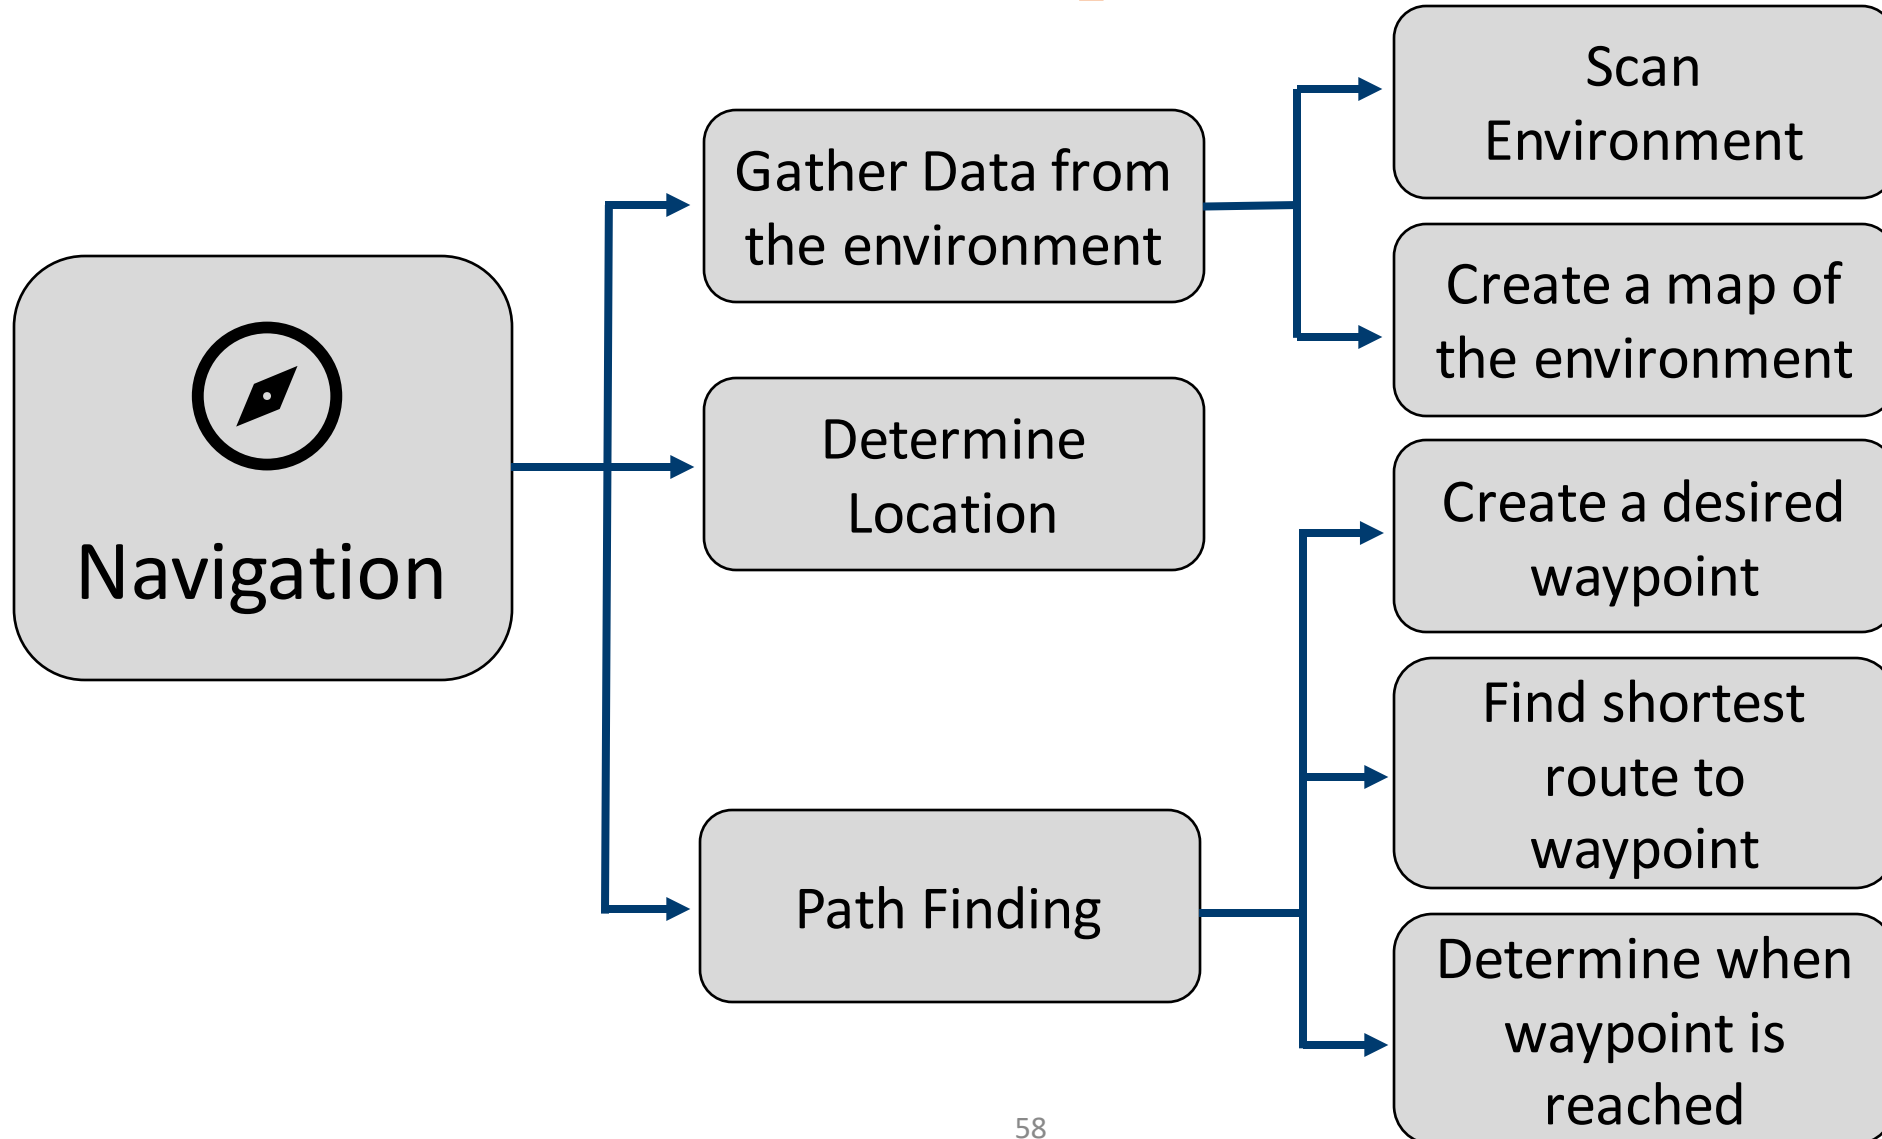 Navigation
Gather Data from
the environment
Determine
Location
Path Finding
Scan
Environment
Create a map of
the environment
Create a desired
waypoint
Find shortest
route to
waypoint
Determine when
waypoint is
reached
58